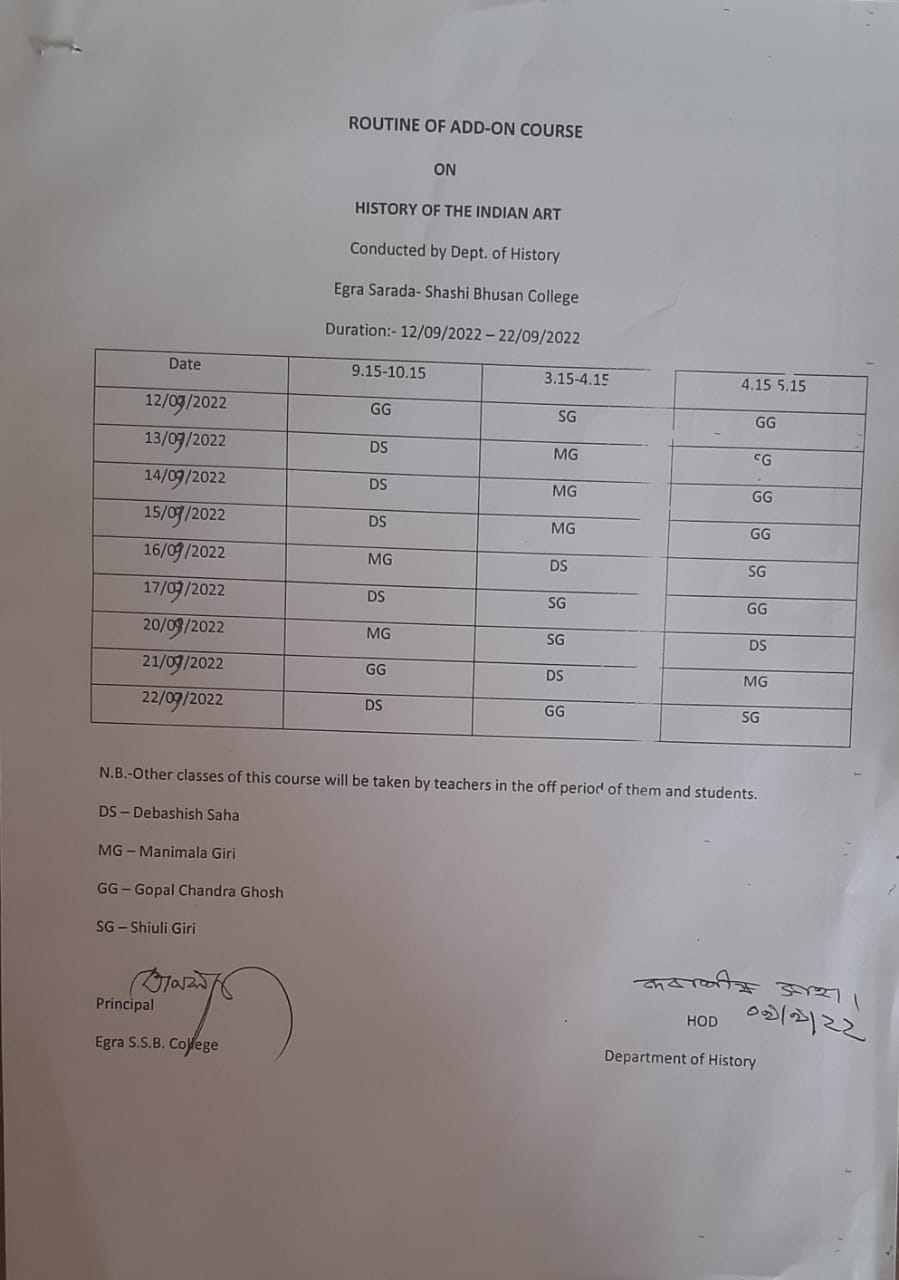 ROUTINE OF ADD-ON COURSE
ON
HISTORY OF THE INDIAN ART
Conducted by Dept. of History
Egra Sarada- Shashi Bhusan College
Duration:- 12/09/2022 – 22/09/2022
Date 9.15-10.15 3.15-4.15 4.15 5.15
12/09/2022 GG SG GG
13/09/2022 DS MG G
14/09/2022 DS MG GG
15/09/2022 DS MG GG
16/09/2022 MG DS SG
17/09/2022 DS SG GG
20/09/2022 MG SG DS
21/09/2022 GG DS MG
22/09/2022 DS GG SG
N.B.-Other classes of this course will be taken by teachers in the off period of them and students.
DS – Debashish Saha
MG – Manimala Giri
GG – Gopal Chandra Ghosh
SG – Shiuli Giri
Principal
HOD
Egra S.S.B. College
Department of History